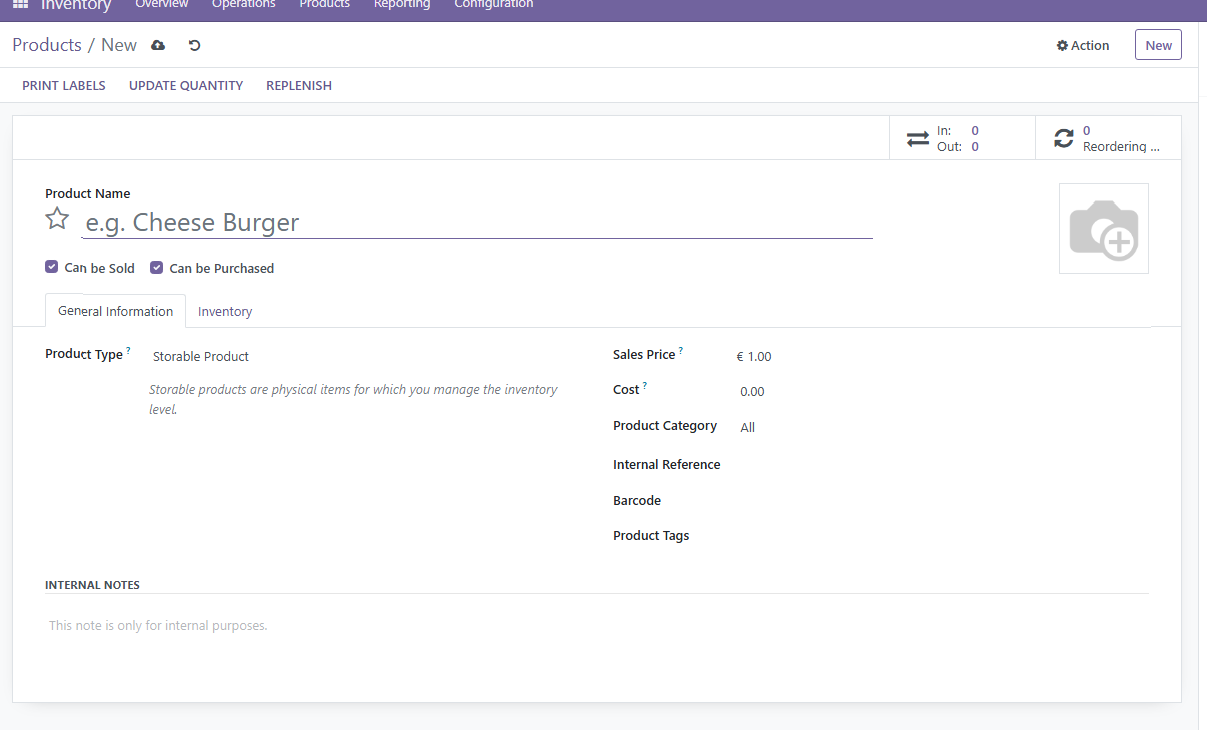 Inventory Overview Operations Products Reporting Configuration
Products / New Action New
PRINT LABELS UPDATE QUANTITY REPLENISH
In: 0
Out: 0
0
Reordering ...
Product Name
e.g. Cheese Burger
Can be Sold Can be Purchased
General Information Inventory
Product Type ? Storable Product
Storable products are physical items for which you manage the inventory
level.
Sales Price ? € 1.00
Cost ? 0.00
Product Category All
Internal Reference
Barcode
Product Tags
INTERNAL NOTES
This note is only for internal purposes.